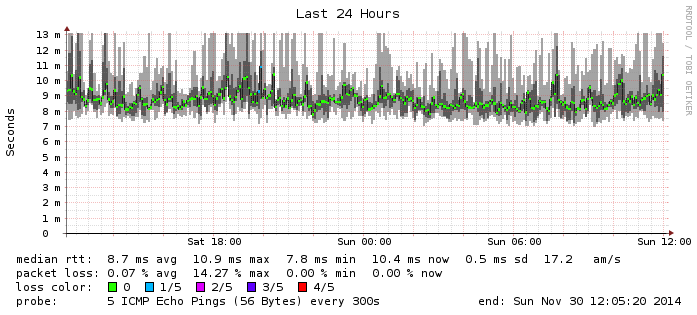 Last 24 Hours
RRDTOOL / TOBI OETIKER
Seconds
13 m
12 m
11 m
10 m
9 m
8 m
7 m
6 m
5 m
4 m
3 m
2 m
1 m
0
Sat 18:00 Sun 00:00 Sun 06:00 Sun 12:00
median rtt: 8.7 ms avg 10.9 ms max 7.8 ms min 10.4 ms now 0.5 ms sd 17.2 am/s
packet loss: 0.07 % avg 14.27 % max 0.00 % min 0.00 % now
loss color: 0 1/5 2/5 3/5 4/5
probe: 5 ICMP Echo Pings (56 Bytes) every 300s end: Sun Nov 30 12:05:20 2014